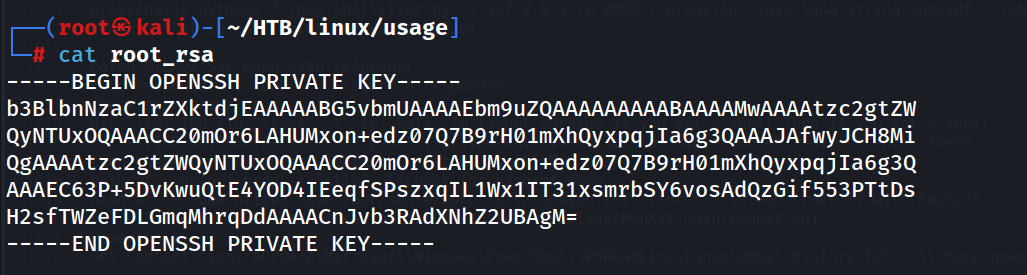 (root㉿kali)-[~/HTB/linux/usage]
# cat root_rsa
-----BEGIN OPENSSH PRIVATE KEY-----
b3BlbnNzaC1rZXktdjEAAAAABG5vbmUAAAAEbm9uZQAAAAAAAAABAAAAMwAAAAtzc2gtZW
QyNTUxOQAAACC20mOr6LAHUMxon+edz07Q7B9rH01mXhQyxpqjIa6g3QAAAJAfwyJCH8Mi
QgAAAAtzc2gtZWQyNTUxOQAAACC20mOr6LAHUMxon+edz07Q7B9rH01mXhQyxpqjIa6g3Q
AAAEC63P+5DvKwuQtE4YOD4IEeqfSPszxqIL1Wx1IT31xsmrbSY6vosAdQzGif553PTtDs
H2sfTWZeFDLGmqMhrqDdAAAACnJvb3RAdXNhZ2UBAgM=
-----END OPENSSH PRIVATE KEY-----